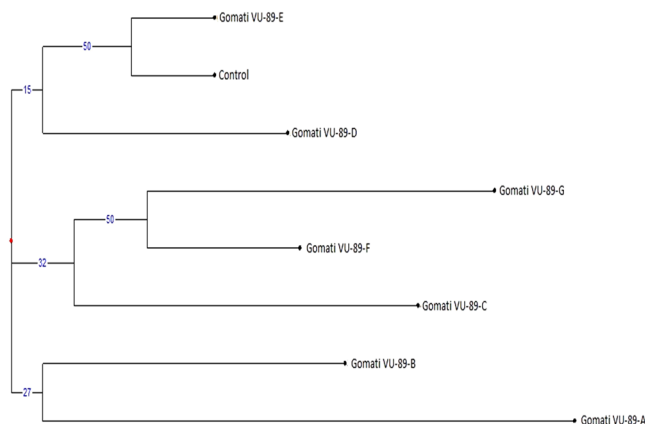 Gomati VU-89-E
50
Control
15
Gomati VU-89-D
Gomati VU-89-G
50
Gomati VU-89-F
32
Gomati VU-89-C
Gomati VU-89-B
27
Gomati VU-89-A